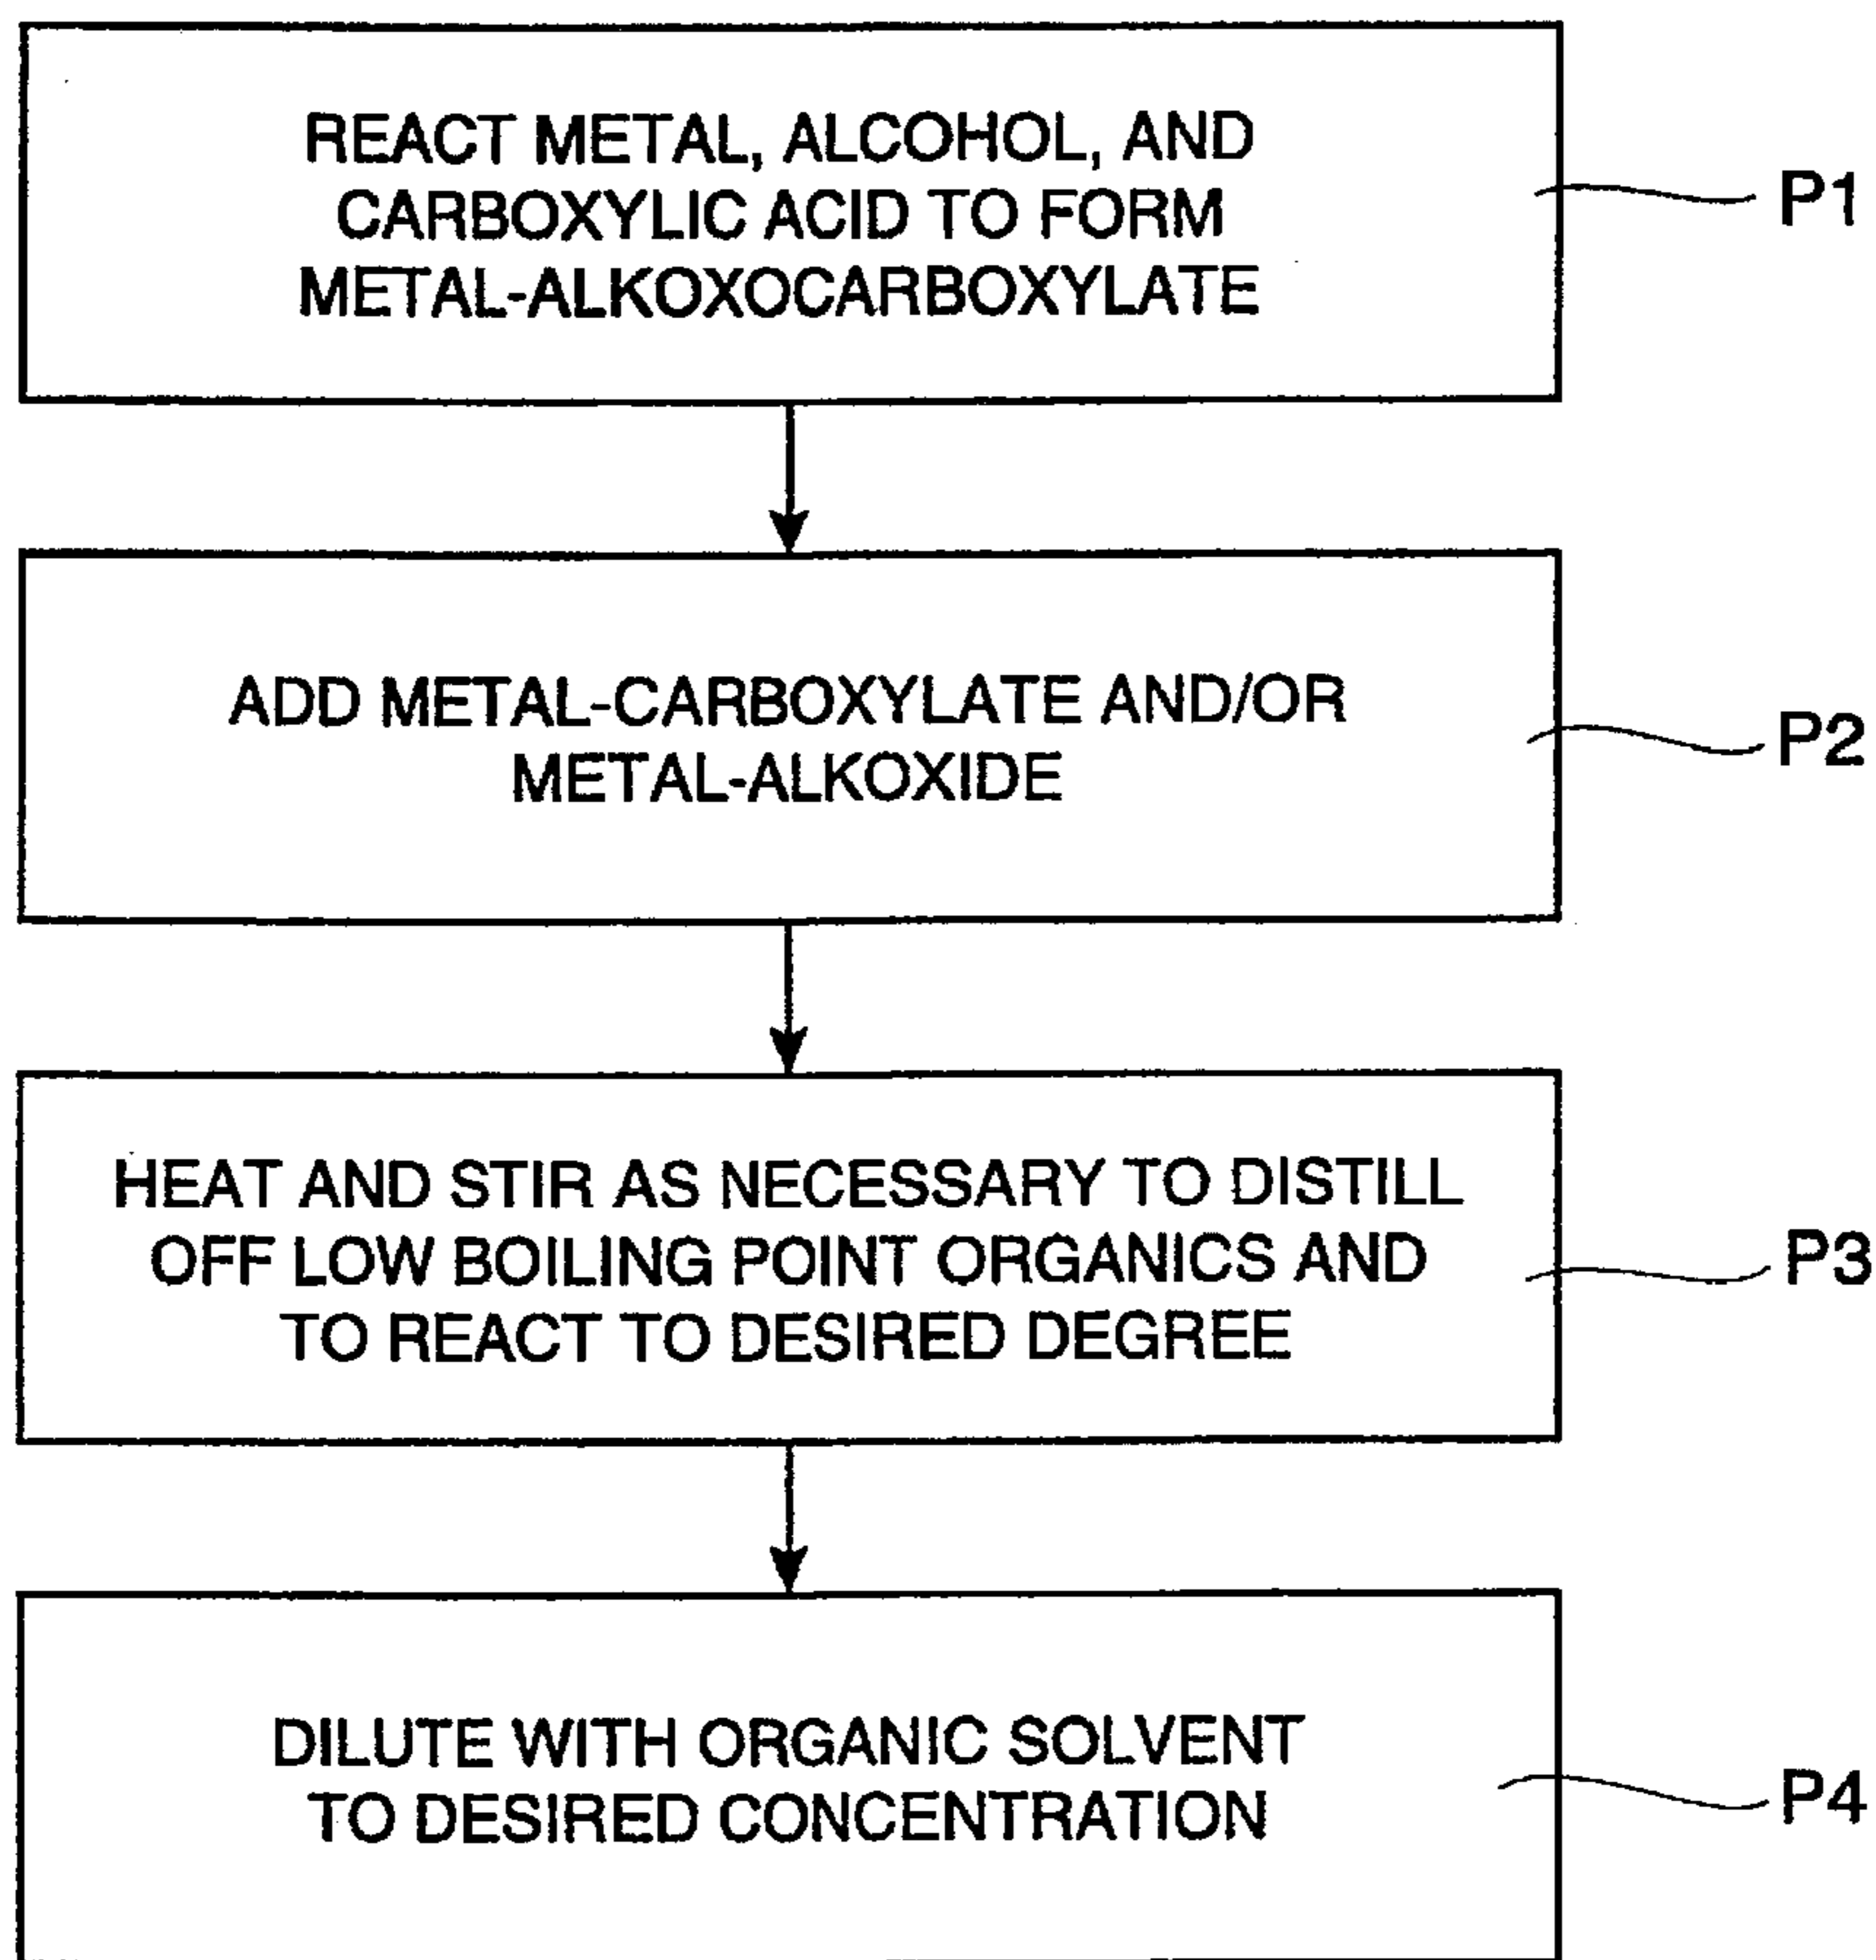 REACT METAL, ALCOHOL, AND
CARBOXYLIC ACID TO FORM
METAL-ALKOXOCARBOXYLATE
P1
ADD METAL-CARBOXYLATE AND/OR
METAL-ALKOXIDE
P2
HEAT AND STIR AS NECESSARY TO DISTILL
OFF LOW BOILING POINT ORGANICS AND
TO REACT TO DESIRED DEGREE
P3
DILUTE WITH ORGANIC SOLVENT
TO DESIRED CONCENTRATION
P4